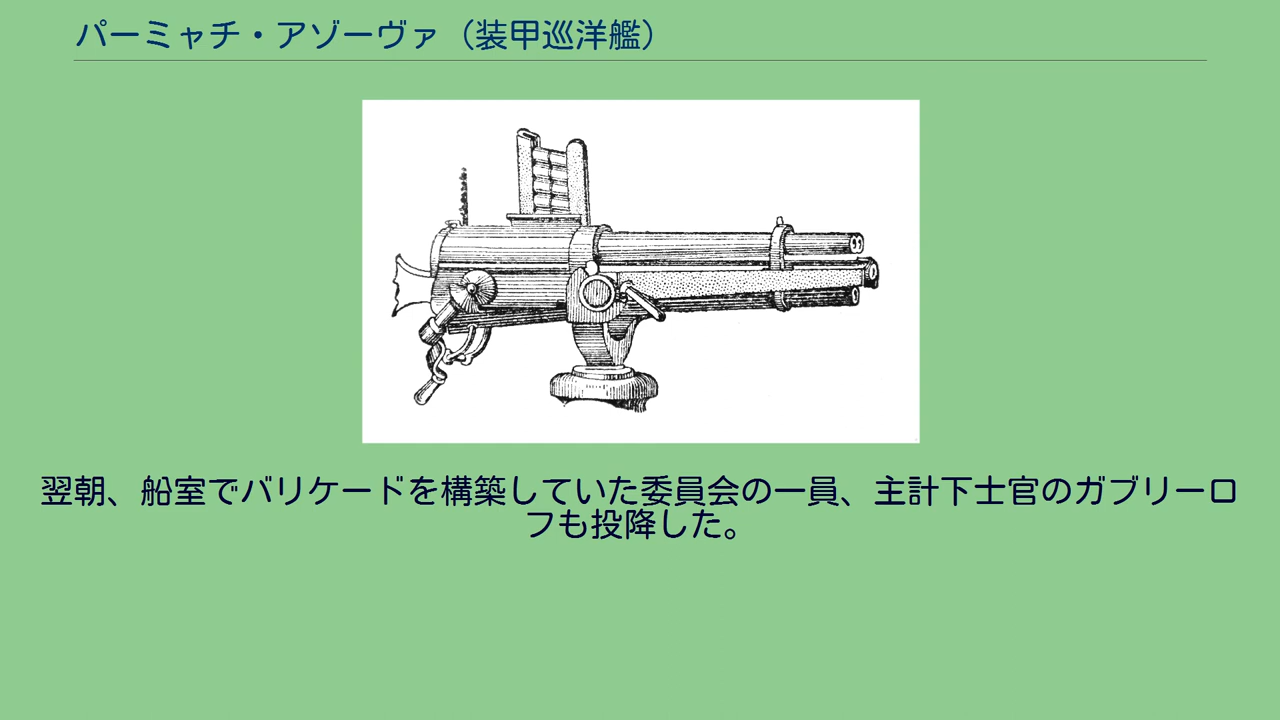 パーミャチ・アゾーヴァ（装甲巡洋艦）
翌朝、船室でバリケードを構築していた委員会の一員、主計下士官のガブリーロ
フも投降した。